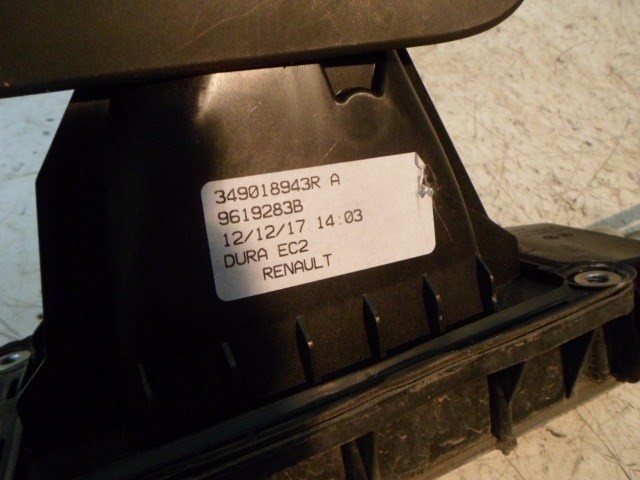 349018943R A
9619283B
12/12/17 14:03
DURA EC2
RENAULT